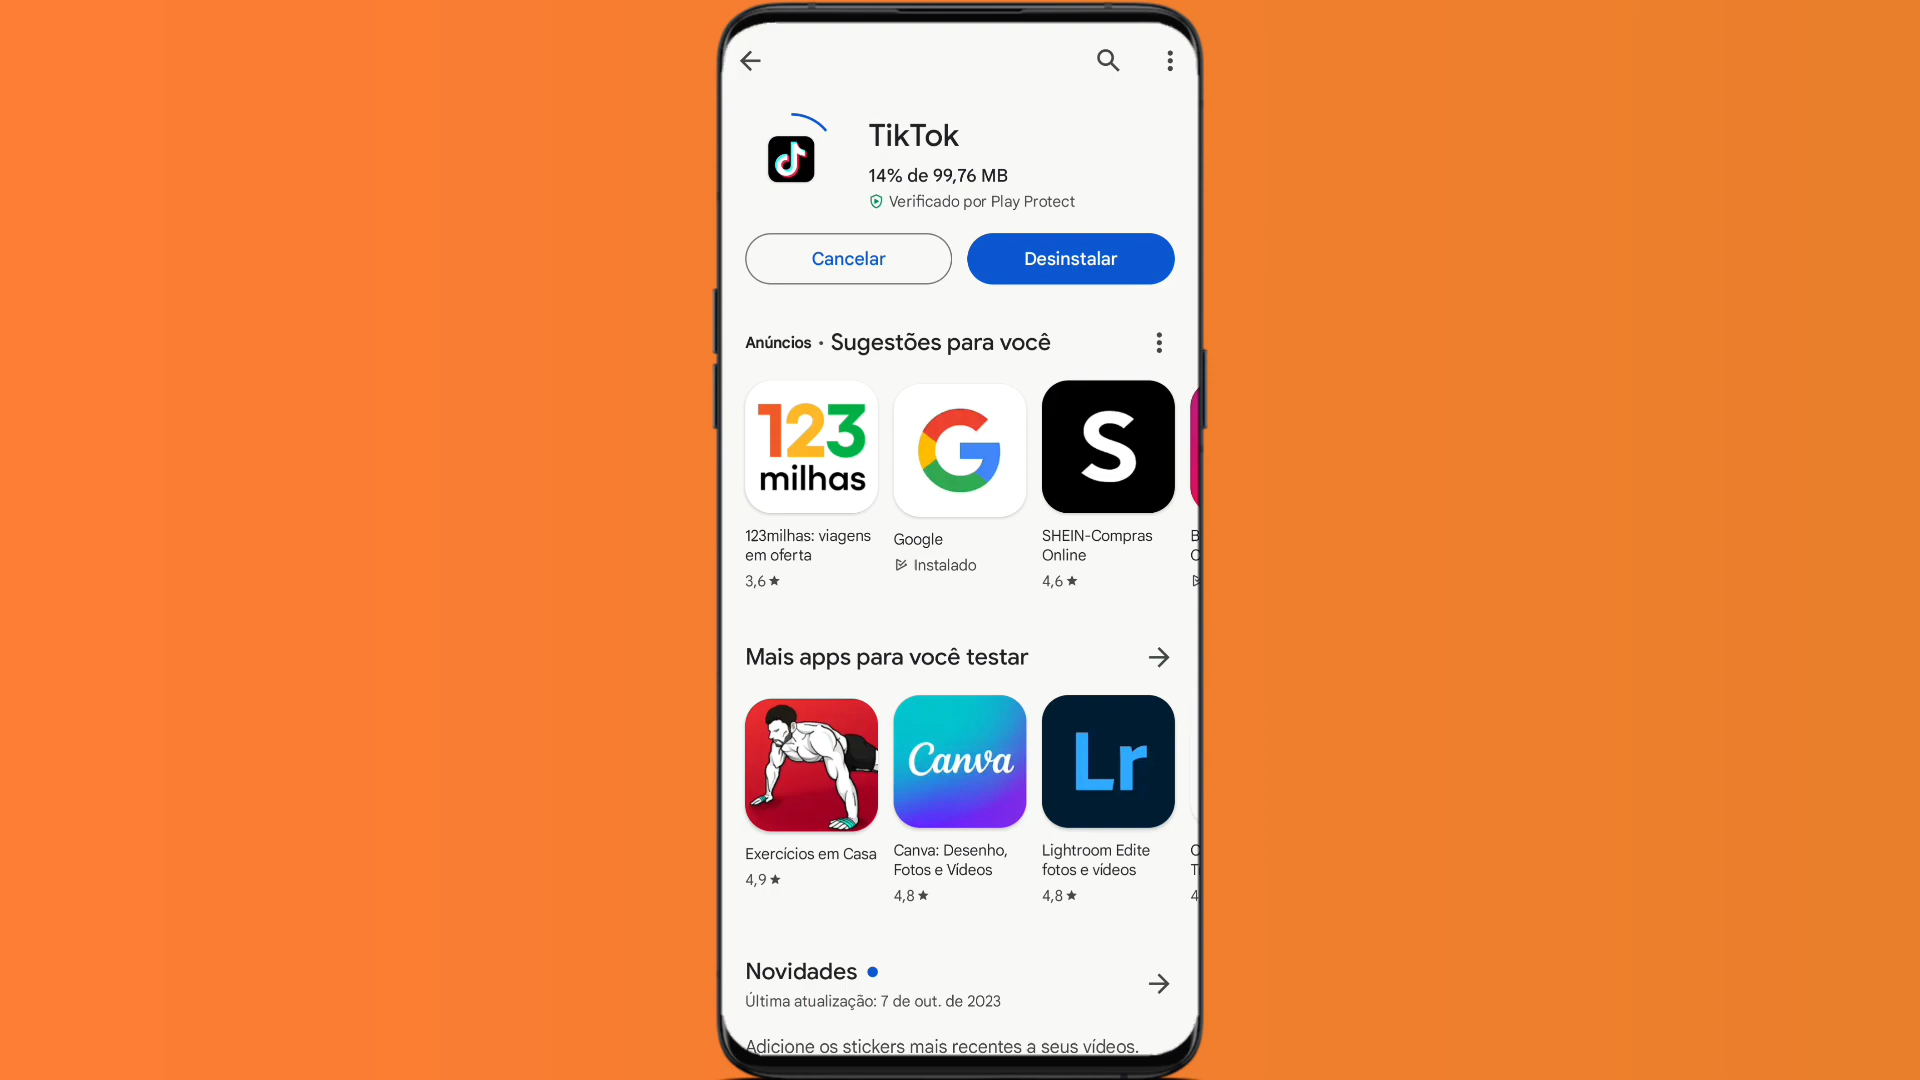 TikTok
14% de 99,76 MB
Verificado por Play Protect
Cancelar
Desinstalar
Anúncios • Sugestões para você
123
milhas
G
S
123milhas: viagens
em oferta
3,6 ★
Google
Instalado
SHEIN-Compras
Online
4,6 ★
Mais apps para você testar
Canva
Lr
Exercícios em Casa
4,9 ★
Canva: Desenho,
Fotos e Vídeos
4,8 ★
Lightroom Edite
fotos e vídeos
4,8 ★
Novidades
Última atualização: 7 de out. de 2023
Adicione os stickers mais recentes a seus vídeos.